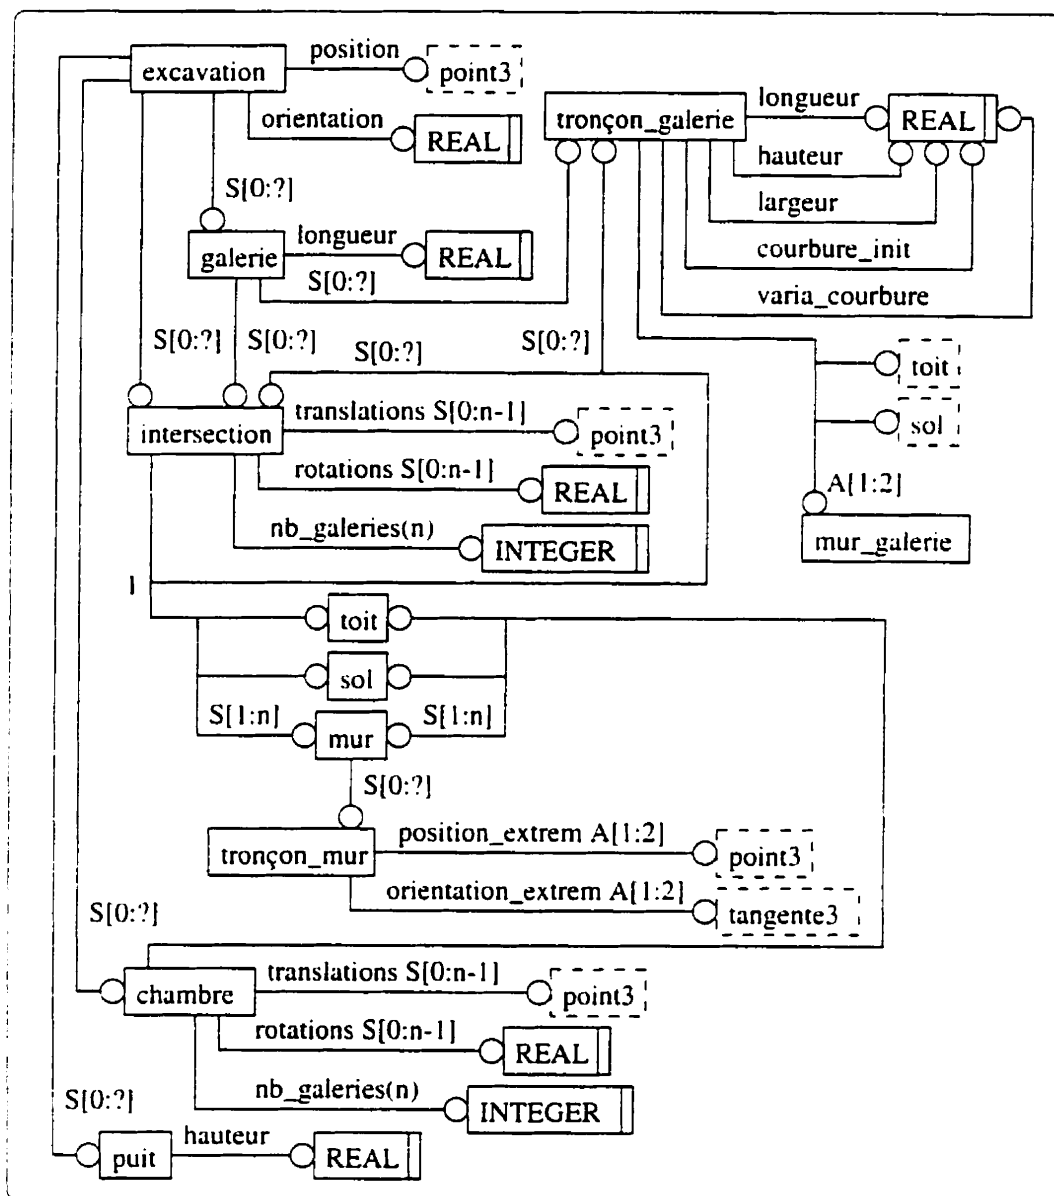 position
excavation
point3
orientation
REAL
longueur
tronçon_galerie
REAL
hauteur
largeur
courbure_init
varia_courbure
S[0:?]
longueur
galerie
REAL
S[0:?]
S[0:?]
S[0:?]
S[0:?]
S[0:?]
toit
sol
A[1:2]
mur_galerie
translations S[0:n-1]
intersection
point3
rotations S[0:n-1]
REAL
nb_galeries(n)
INTEGER
1
toit
sol
S[1:n]
S[1:n]
mur
S[0:?]
position_extrem A[1:2]
tronçon_mur
point3
orientation_extrem A[1:2]
tangente3
S[0:?]
translations S[0:n-1]
chambre
point3
rotations S[0:n-1]
REAL
nb_galeries(n)
INTEGER
S[0:?]
hauteur
puit
REAL